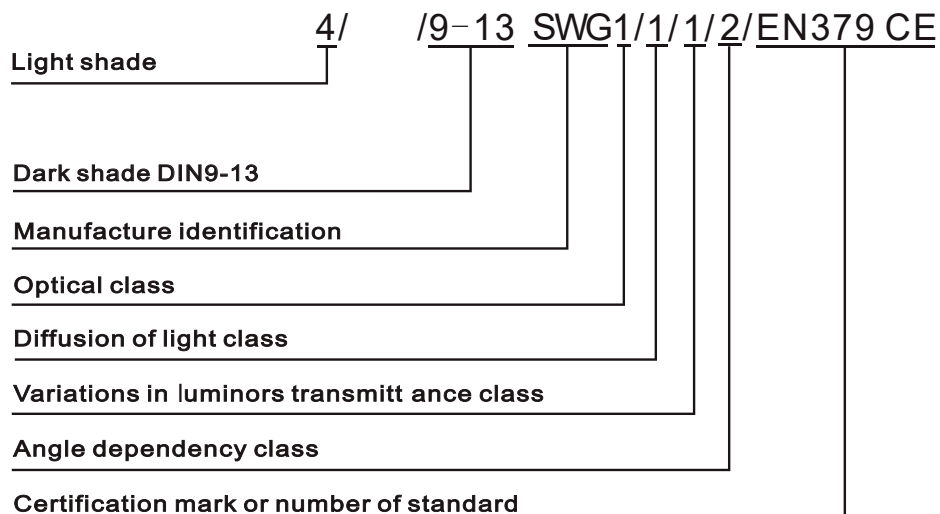 4/ /9-13 SWG1/1/1/2/EN379 CE
Light shade
Dark shade DIN9-13
Manufacture identification
Optical class
Diffusion of light class
Variations in luminors transmitt ance class
Angle dependency class
Certification mark or number of standard